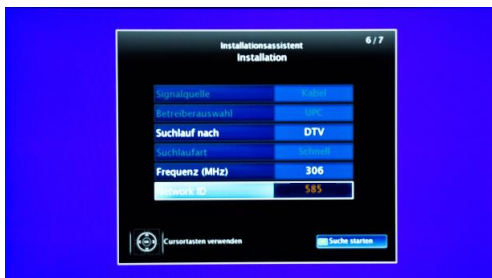 Installationsassistent
6 / 7
Installation
Signalquelle Kabel
Betreiberauswahl UPC
Suchlauf nach DTV
Suchlaufart Schnell
Frequenz (MHz) 306
Network ID 585
Cursortasten verwenden
Suche starten